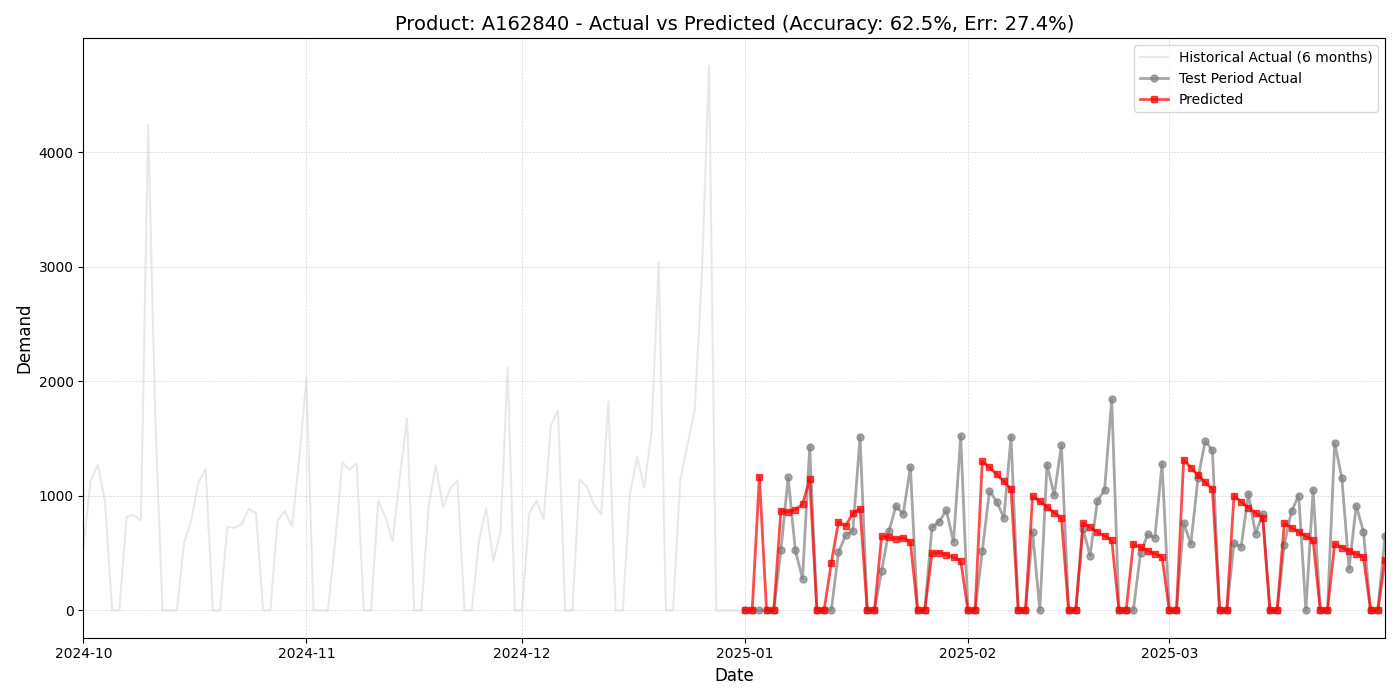 Product: A162840 - Actual vs Predicted (Accuracy: 62.5%, Err: 27.4%)
Historical Actual (6 months)
Test Period Actual
Predicted
Demand
4000
3000
2000
1000
0
2024-10
2024-11
2024-12
2025-01
2025-02
2025-03
Date